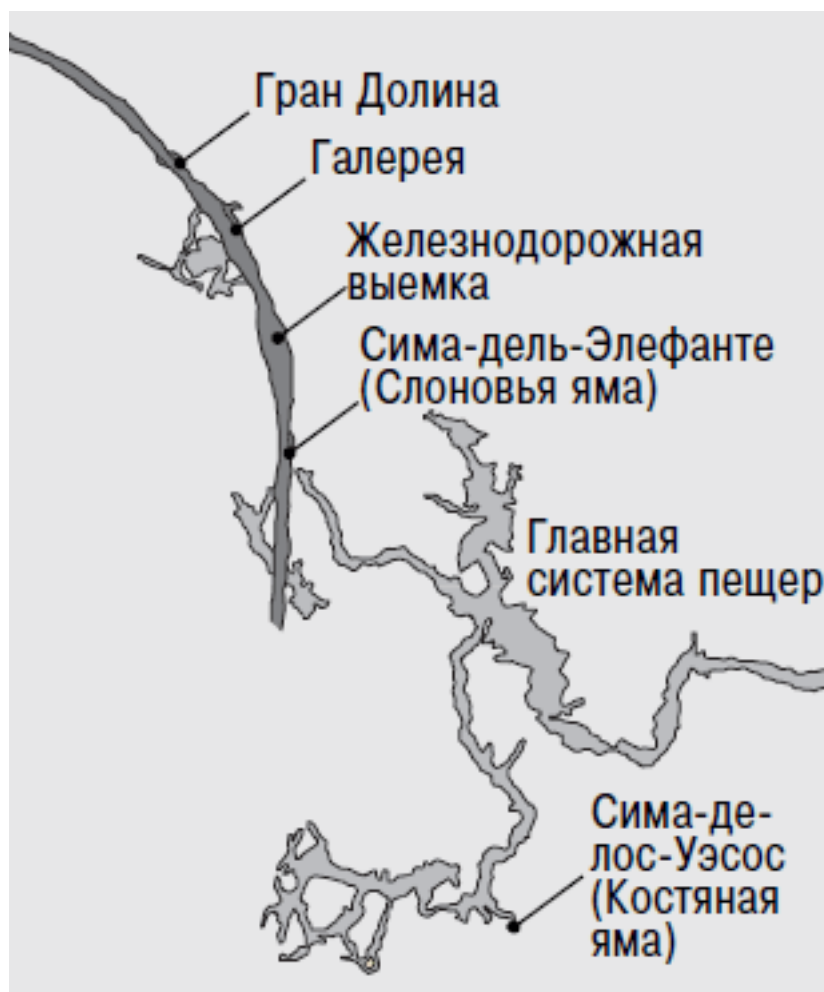 Гран Долина
Галерея
Железнодорожная
выемка
Сима-дель-Элефанте
(Слоновья яма)
Главная
система пещер
Сима-де-
лос-Уэсос
(Костяная
яма)